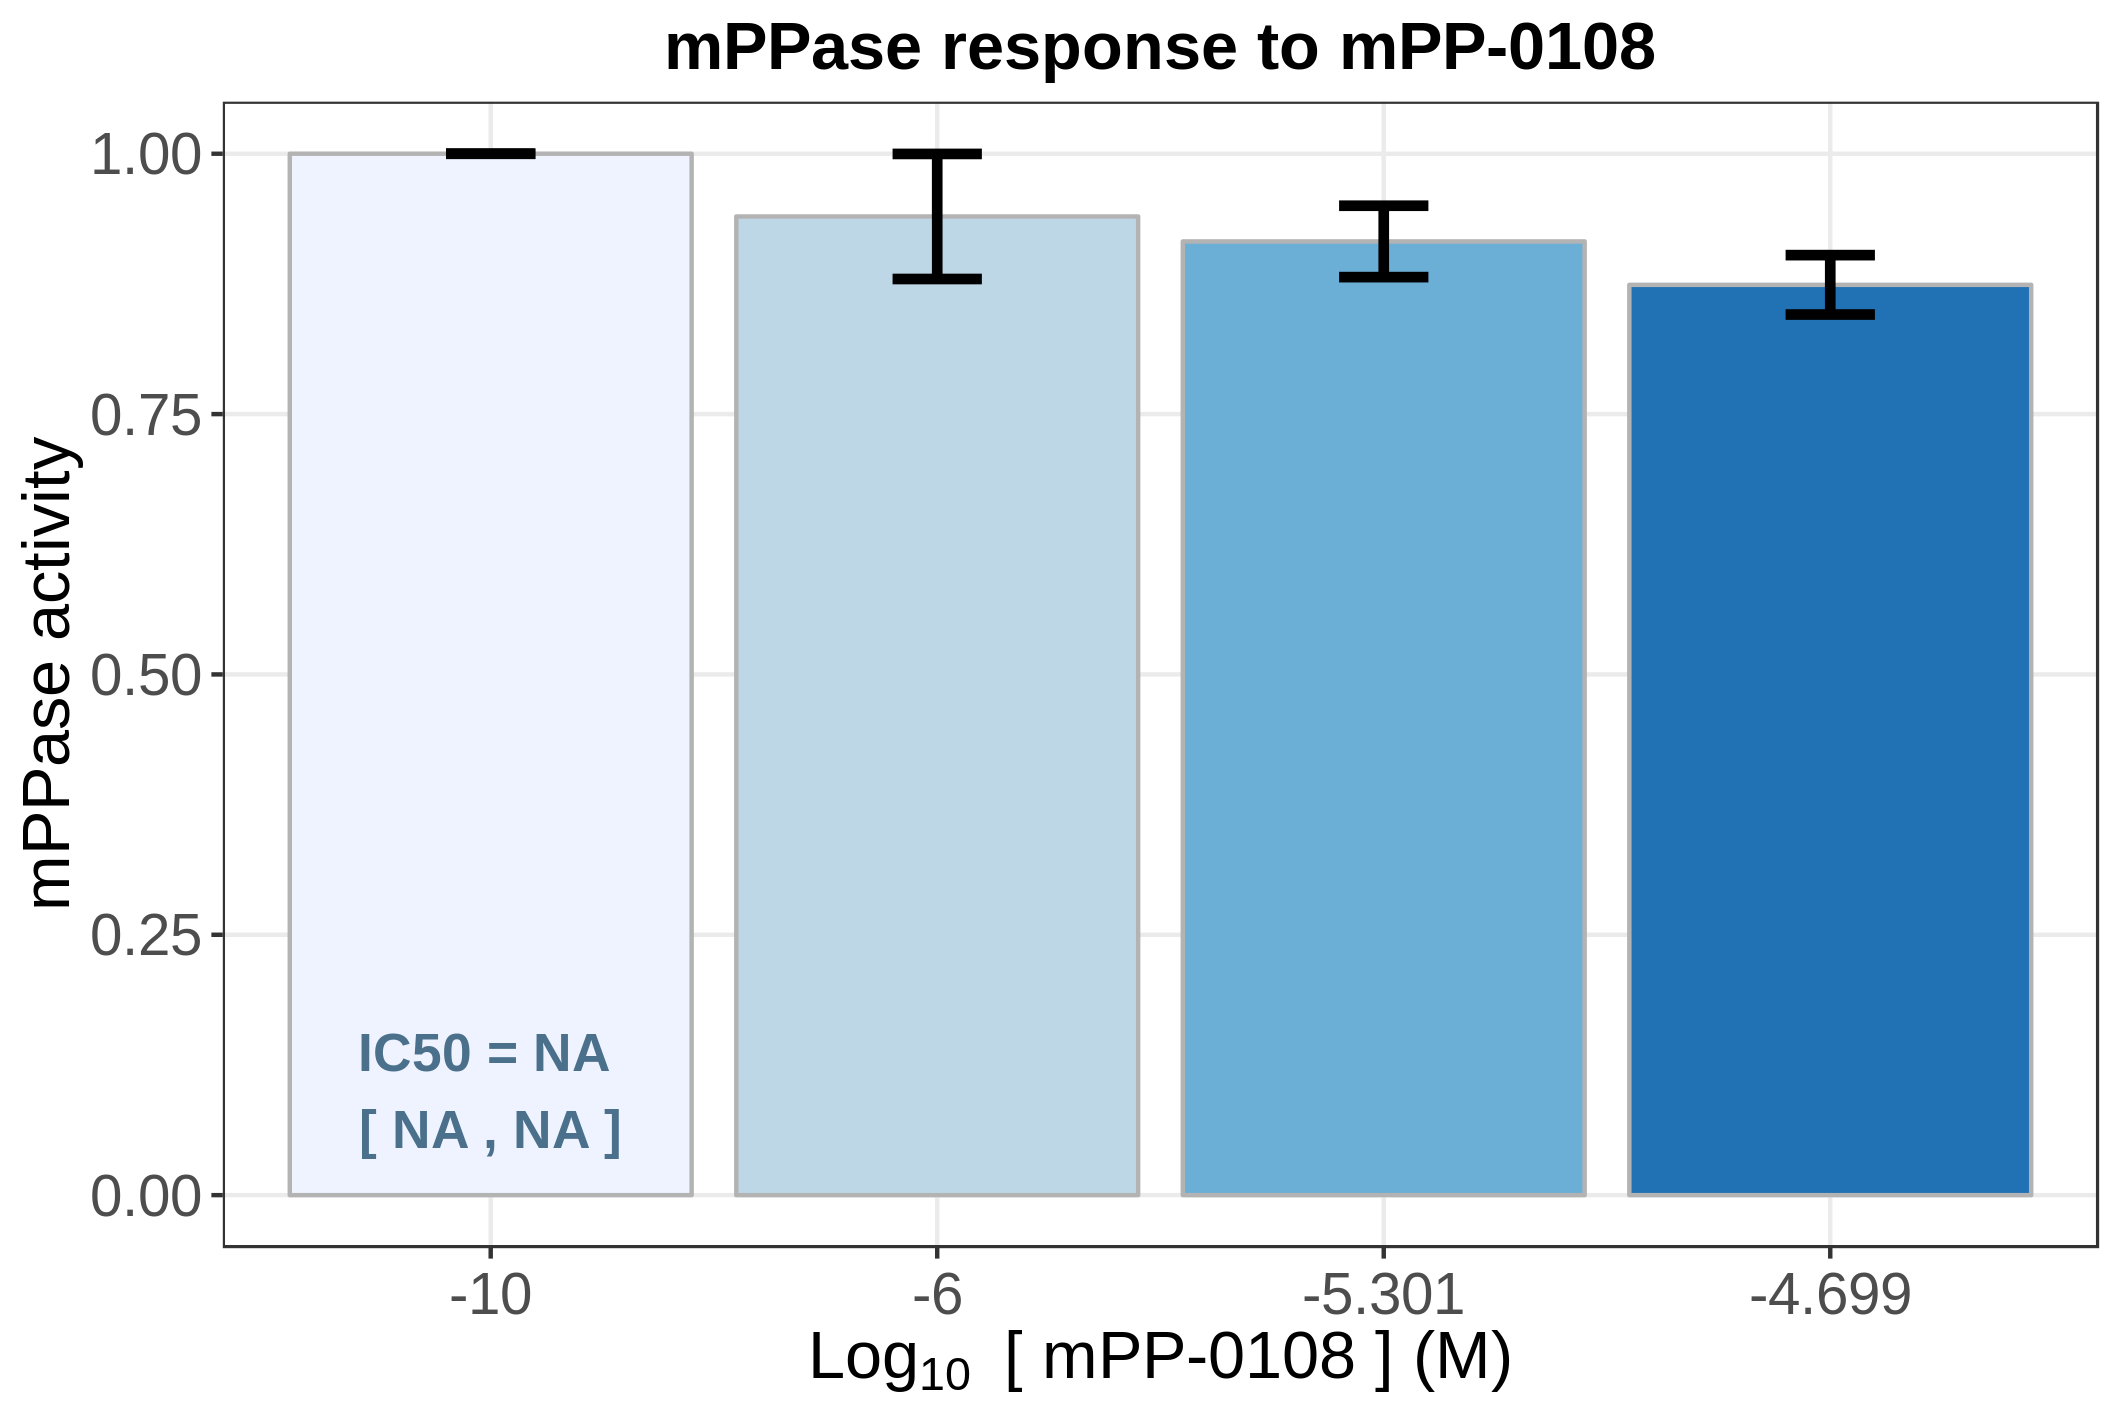 mPPase response to mPP-0108
mPPase activity
1.00
0.75
0.50
0.25
0.00
IC50 = NA
[ NA , NA ]
-10
-6
-5.301
-4.699
Log₁₀ [ mPP-0108 ] (M)